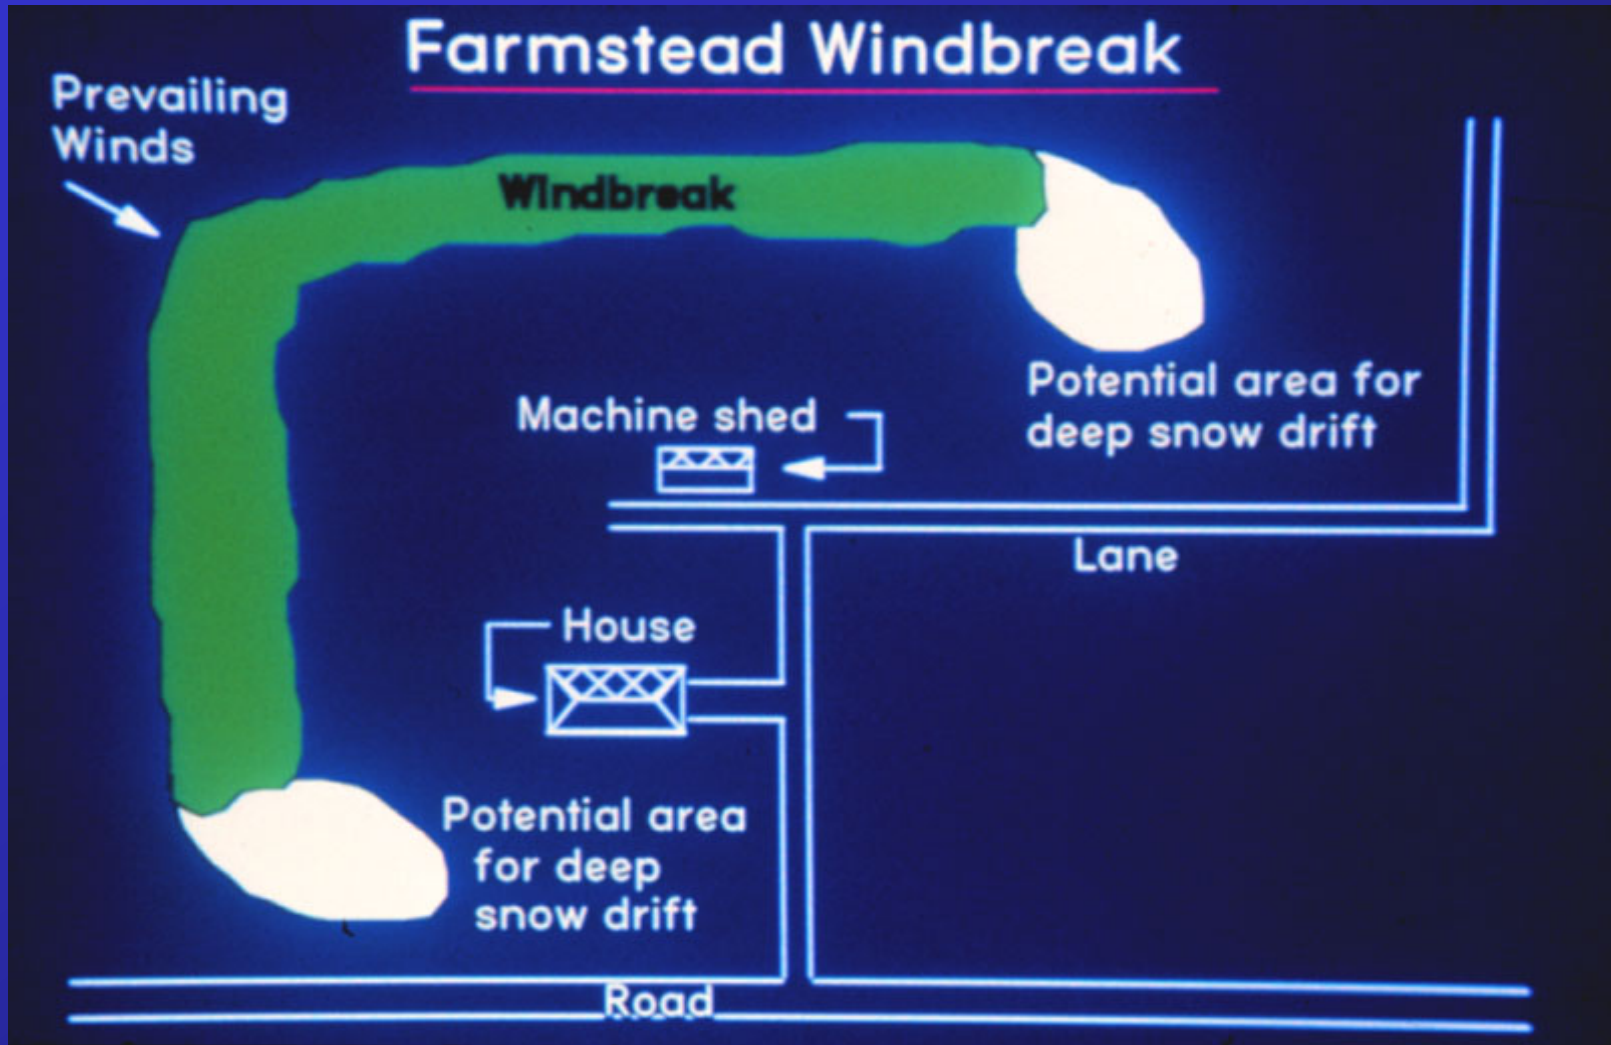 Farmstead Windbreak
Prevailing
Winds
Windbreak
Machine shed
Potential area for
deep snow drift
Lane
House
Potential area
for deep
snow drift
Road